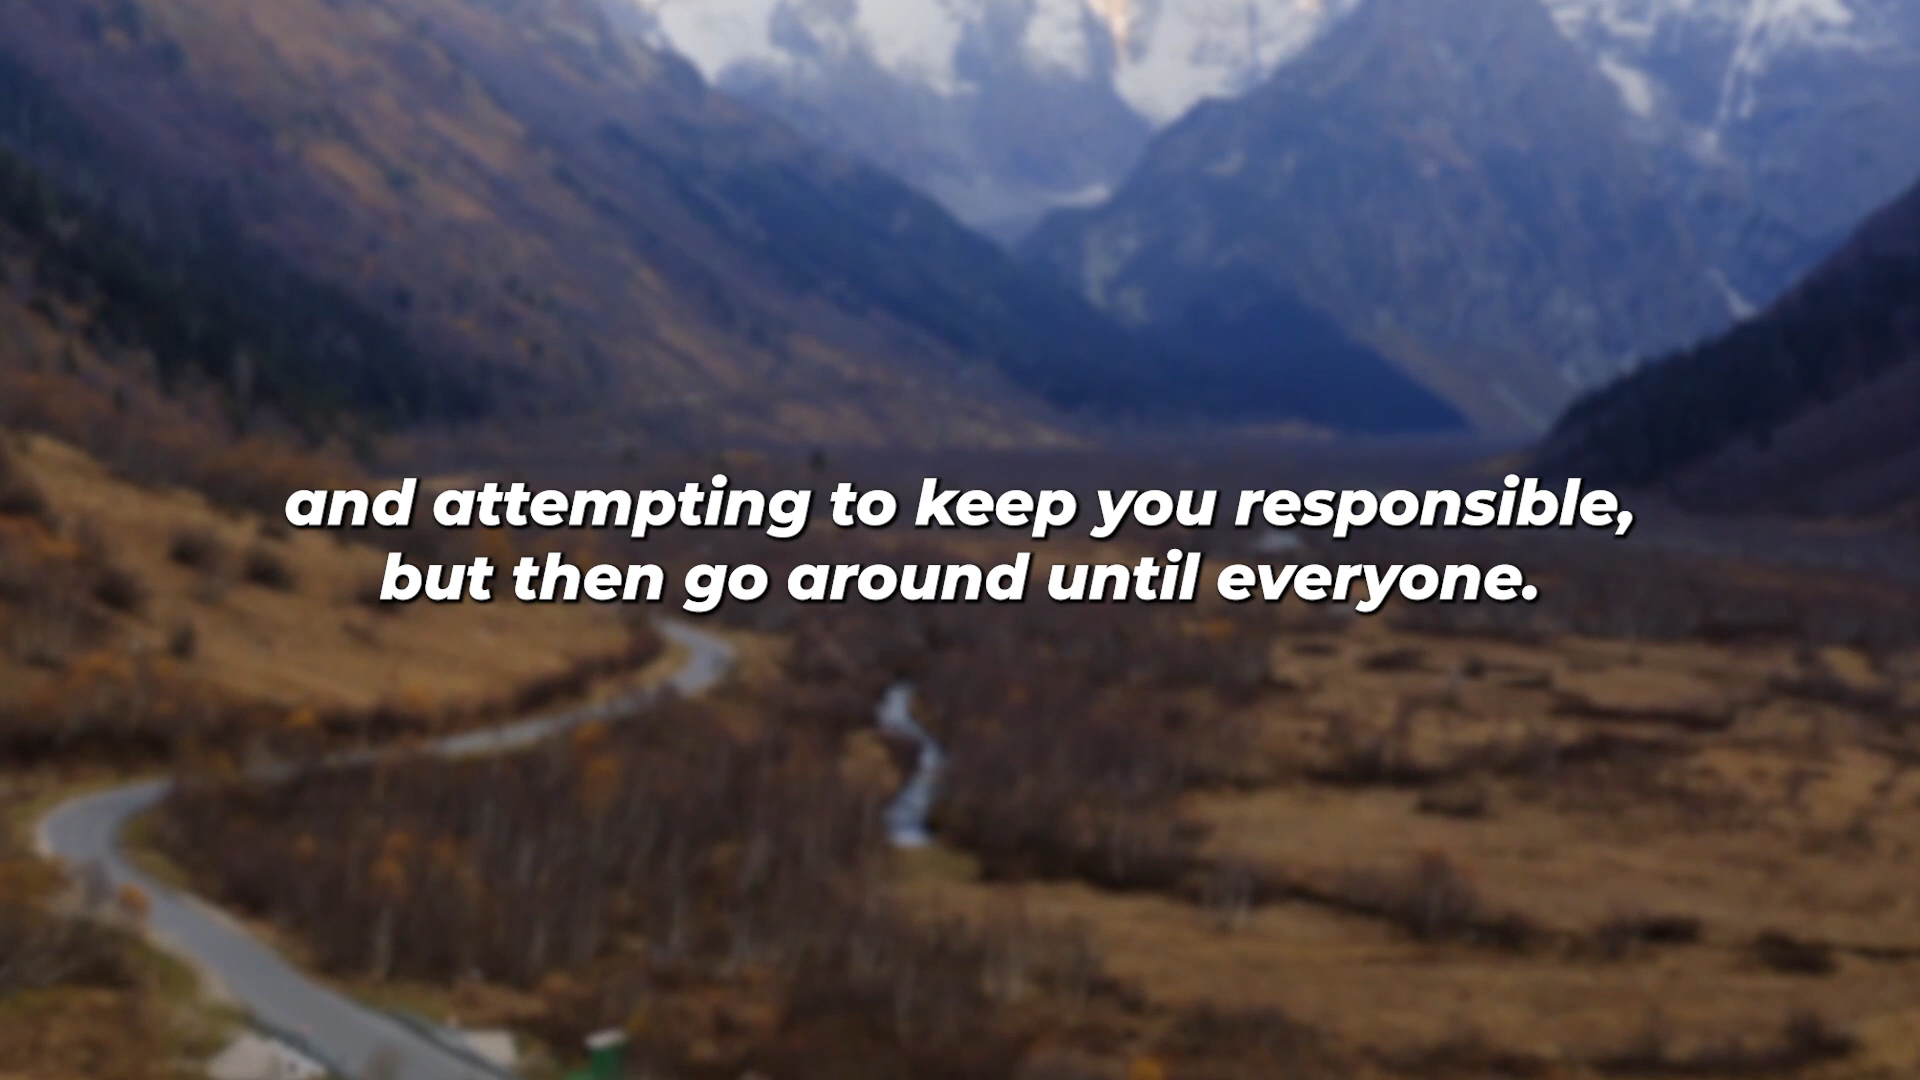 and attempting to keep you responsible,
but then go around until everyone.